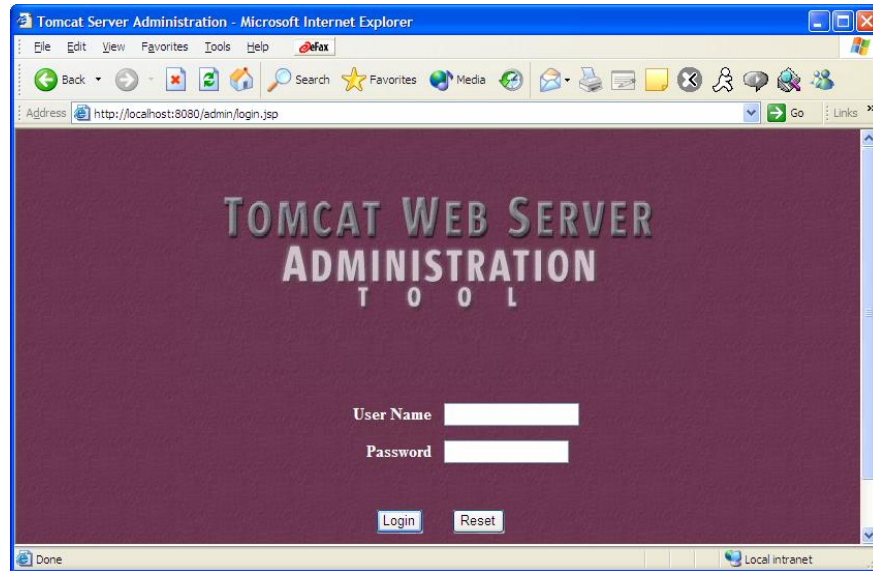 Tomcat Server Administration - Microsoft Internet Explorer
File Edit View Favorites Tools Help eFax
Back Search Favorites Media
Address http://localhost:8080/admin/login.jsp Go Links »
TOMCAT WEB SERVER
ADMINISTRATION
TOOL
User Name
Password
Login Reset
Done Local intranet